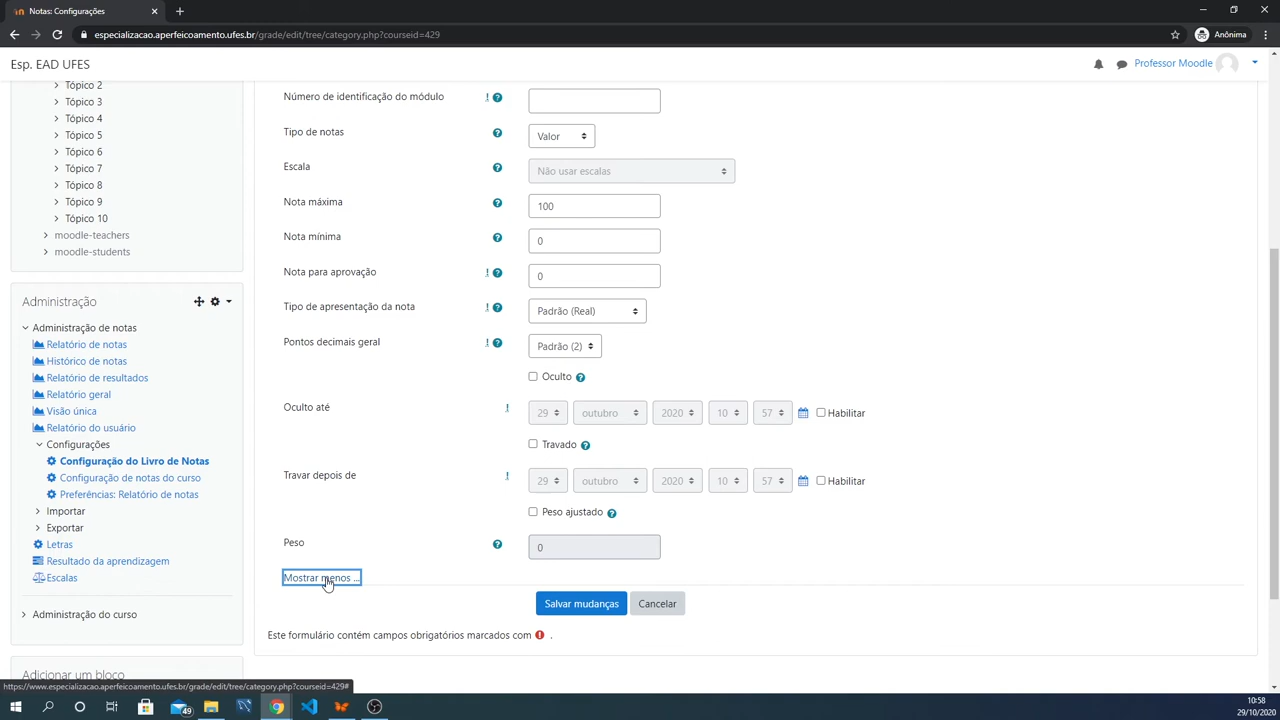 Notas: Configurações
especializacao.aperfeicoamento.ufes.br/grade/edit/tree/category.php?courseid=429
Anônima
Esp. EAD UFES
Professor Moodle
Tópico 2
Tópico 3
Tópico 4
Tópico 5
Tópico 6
Tópico 7
Tópico 8
Tópico 9
Tópico 10
moodle-teachers
moodle-students
Administração
Administração de notas
Relatório de notas
Histórico de notas
Relatório de resultados
Relatório geral
Visão única
Relatório do usuário
Configurações
Configuração do Livro de Notas
Configuração de notas do curso
Preferências: Relatório de notas
Importar
Exportar
Letras
Resultado da aprendizagem
Escalas
Administração do curso
Adicionar um bloco
Número de identificação do módulo
Tipo de notas Valor
Escala Não usar escalas
Nota máxima 100
Nota mínima 0
Nota para aprovação 0
Tipo de apresentação da nota Padrão (Real)
Pontos decimais geral Padrão (2)
Oculto
Oculto até 29 outubro 2020 10 57 Habilitar
Travado
Travar depois de 29 outubro 2020 10 57 Habilitar
Peso ajustado
Peso 0
Mostrar menos ...
Salvar mudanças Cancelar
Este formulário contém campos obrigatórios marcados com .
https://www.especializacao.aperfeicoamento.ufes.br/grade/edit/tree/category.php?courseid=429#
49
10:58
29/10/2020